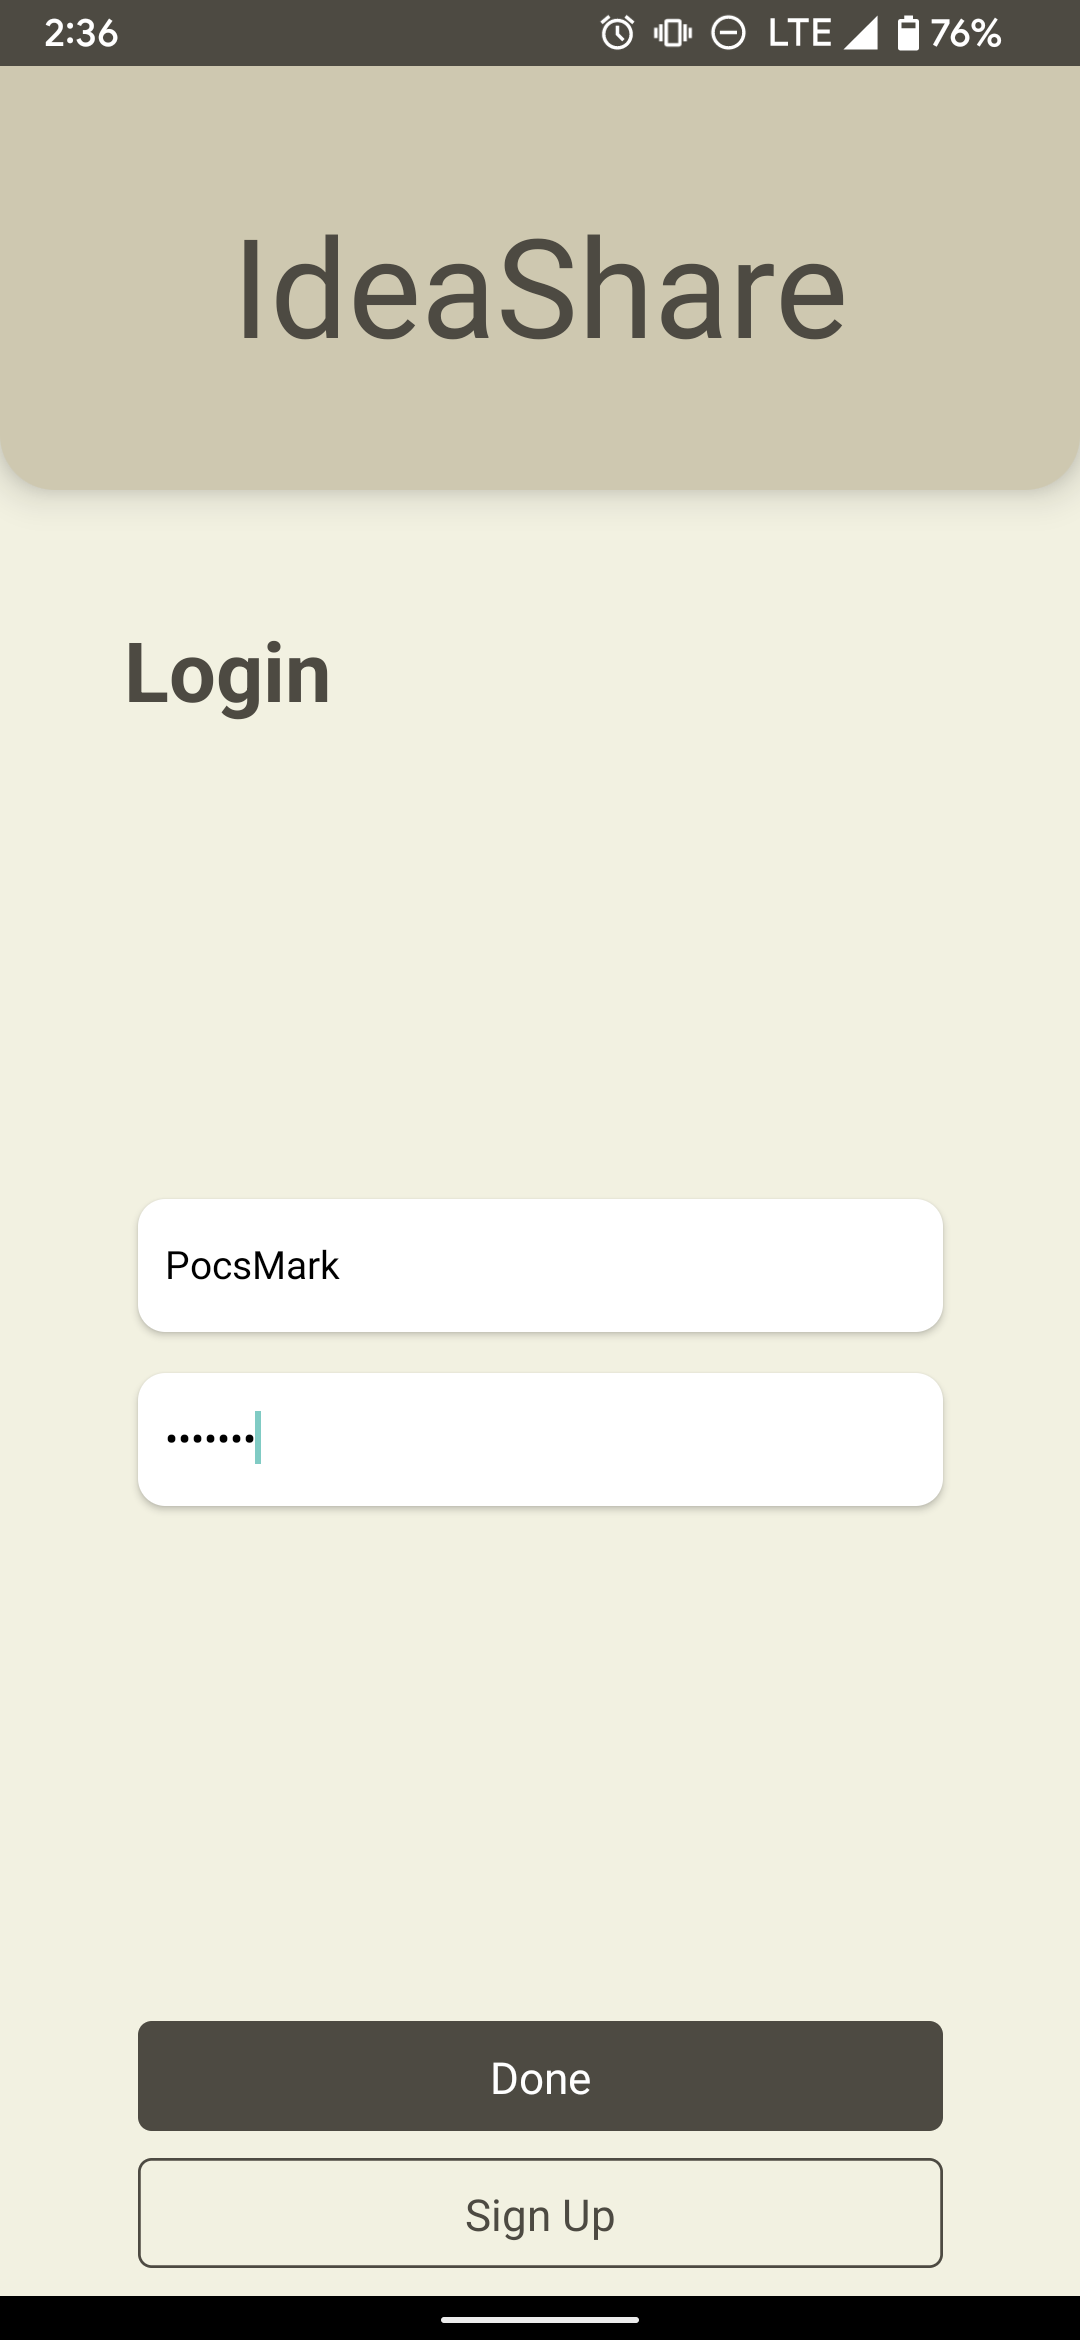 2:36 LTE 76%
IdeaShare
Login
PocsMark
•••••••
Done
Sign Up